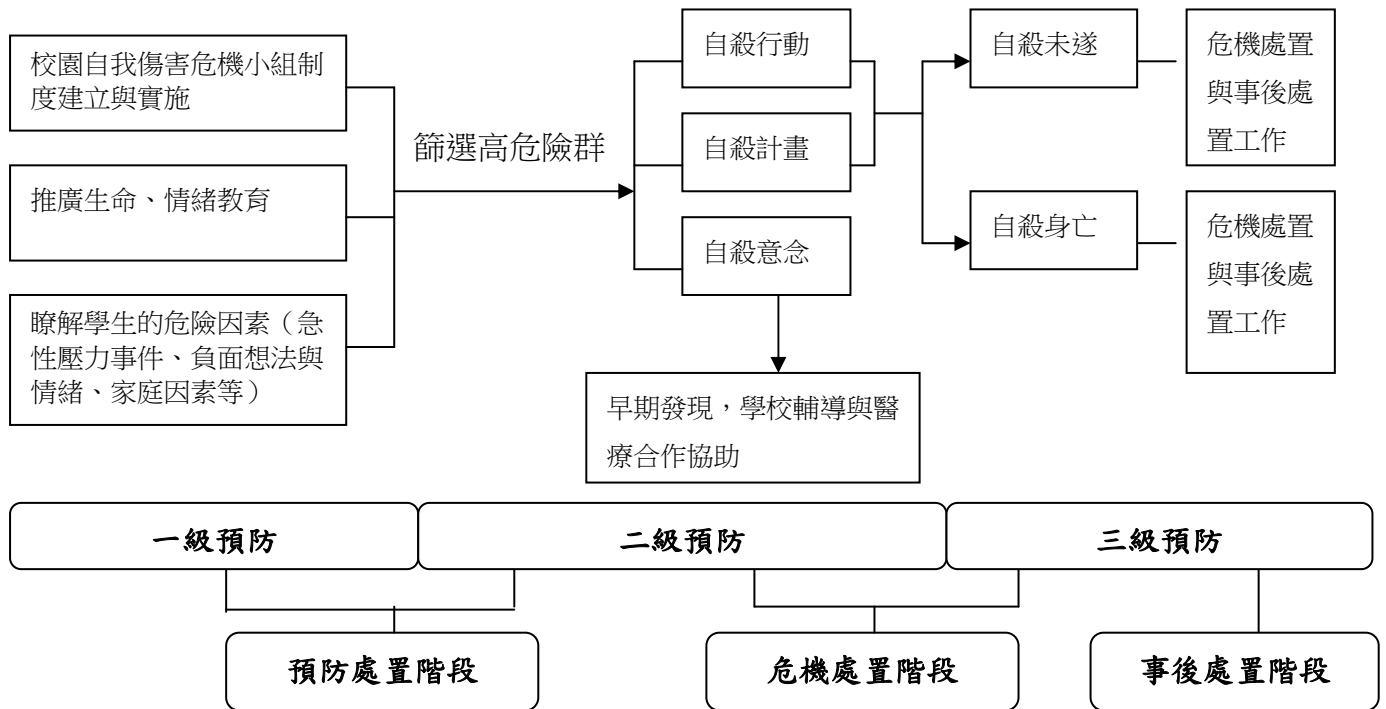 校園自我傷害危機小組制
度建立與實施
推廣生命、情緒教育
瞭解學生的危險因素（急
性壓力事件、負面想法與
情緒、家庭因素等）
篩選高危險群
自殺行動
自殺計畫
自殺意念
早期發現，學校輔導與醫
療合作協助
自殺未遂
危機處置
與事後處
置工作
自殺身亡
危機處置
與事後處
置工作
一級預防
二級預防
三級預防
預防處置階段
危機處置階段
事後處置階段